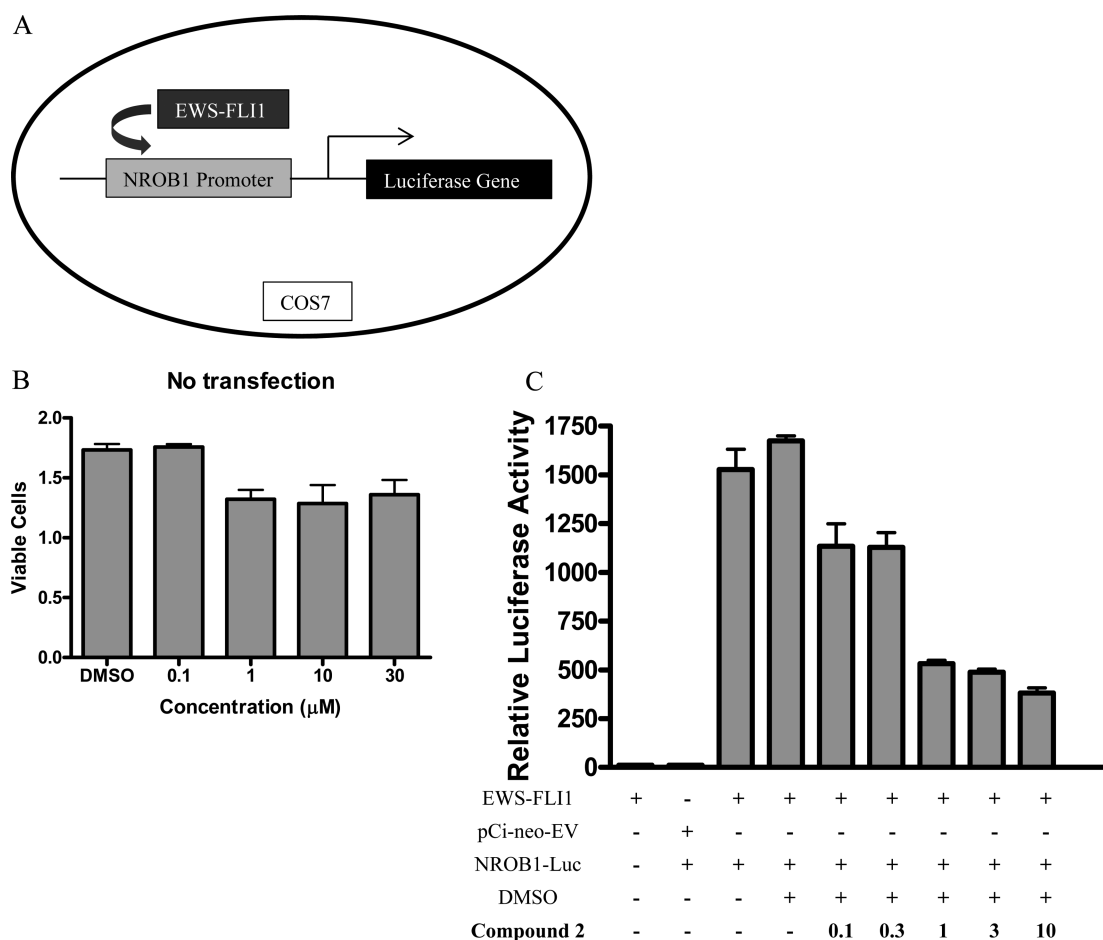 A
EWS-FLI1
NROB1 Promoter
Luciferase Gene
COS7
B
No transfection
Viable Cells
2.0
1.5
1.0
0.5
0.0
DMSO 0.1 1 10 30
Concentration (μM)
C
Relative Luciferase Activity
1750
1500
1250
1000
750
500
250
0
EWS-FLI1 + - + + + + + + +
pCi-neo-EV - + - - - - - - -
NROB1-Luc - + + + + + + + +
DMSO - - - + + + + + +
Compound 2 - - - - 0.1 0.3 1 3 10